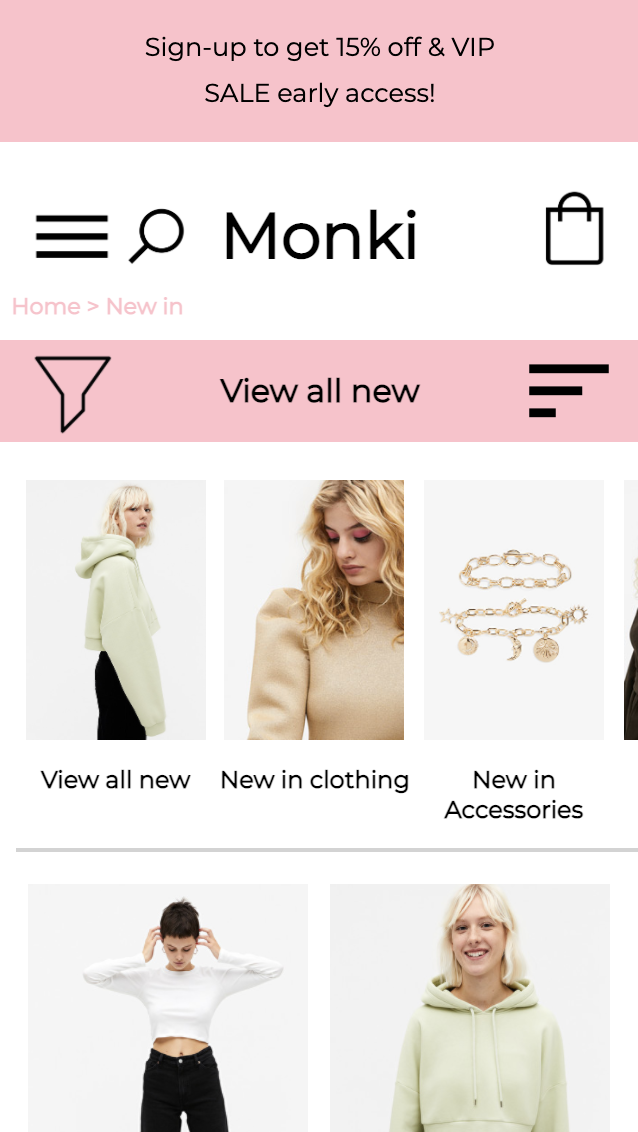 Sign-up to get 15% off & VIP
SALE early access!
Monki
Home > New in
View all new
View all new
New in clothing
New in
Accessories